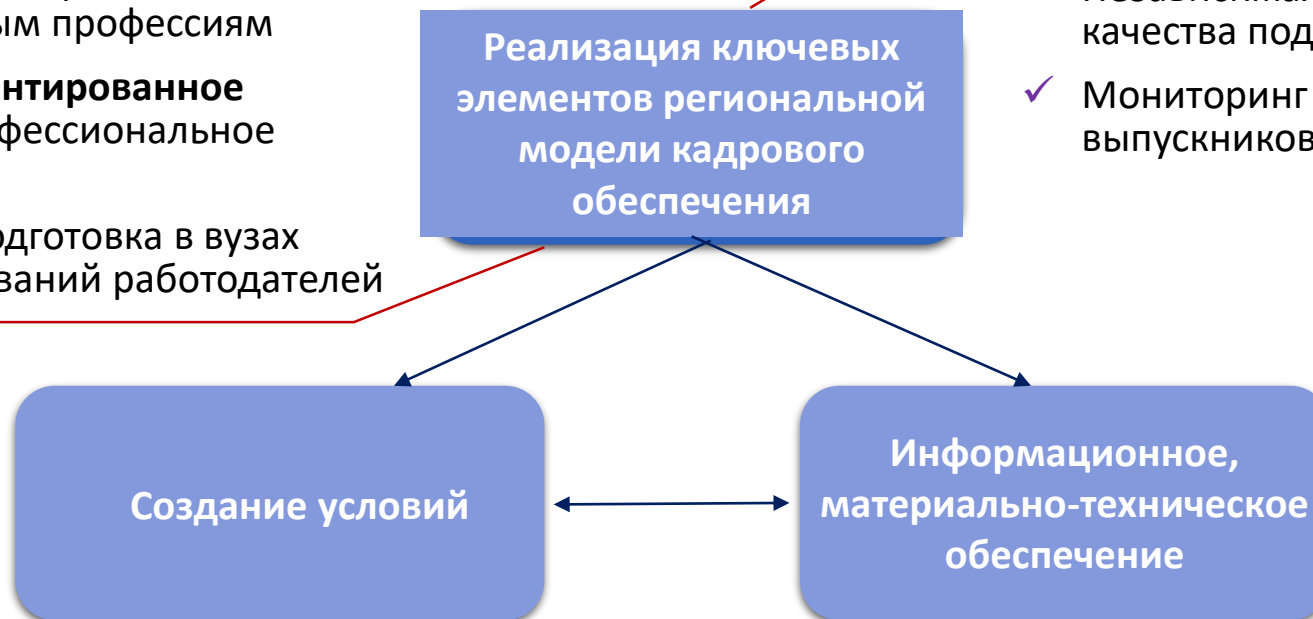 ым профессиям
нтированное
фессиональное
одготовка в вузах
ваний работодателей
Реализация ключевых
элементов региональной
модели кадрового
обеспечения
качества под
Мониторинг
выпускников
Создание условий
Информационное,
материально-техническое
обеспечение